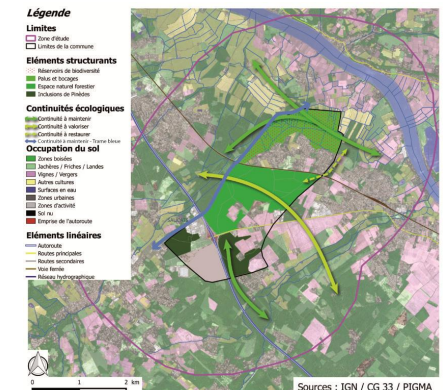 Légende
Limites
Zone d'étude
Limites de la commune
Eléments structurants
Réservoirs de biodiversité
Palus et bocages
Espace naturel forestier
Inclusions de Pinèdes
Continuités écologiques
Continuité à maintenir
Continuité à valoriser
Continuité à restaurer
Continuité à maintenir - Trame bleue
Occupation du sol
Zones boisées
Jachères / Friches / Landes
Vignes / Vergers
Autres cultures
Surfaces en eau
Zones urbaines
Zones d'activité
Sol nu
Emprise de l'autoroute
Eléments linéaires
Autoroute
Routes principales
Routes secondaires
Voie ferrée
Réseau hydrographique
0 1 2 km
Sources : IGN / CG 33 / PIGMA